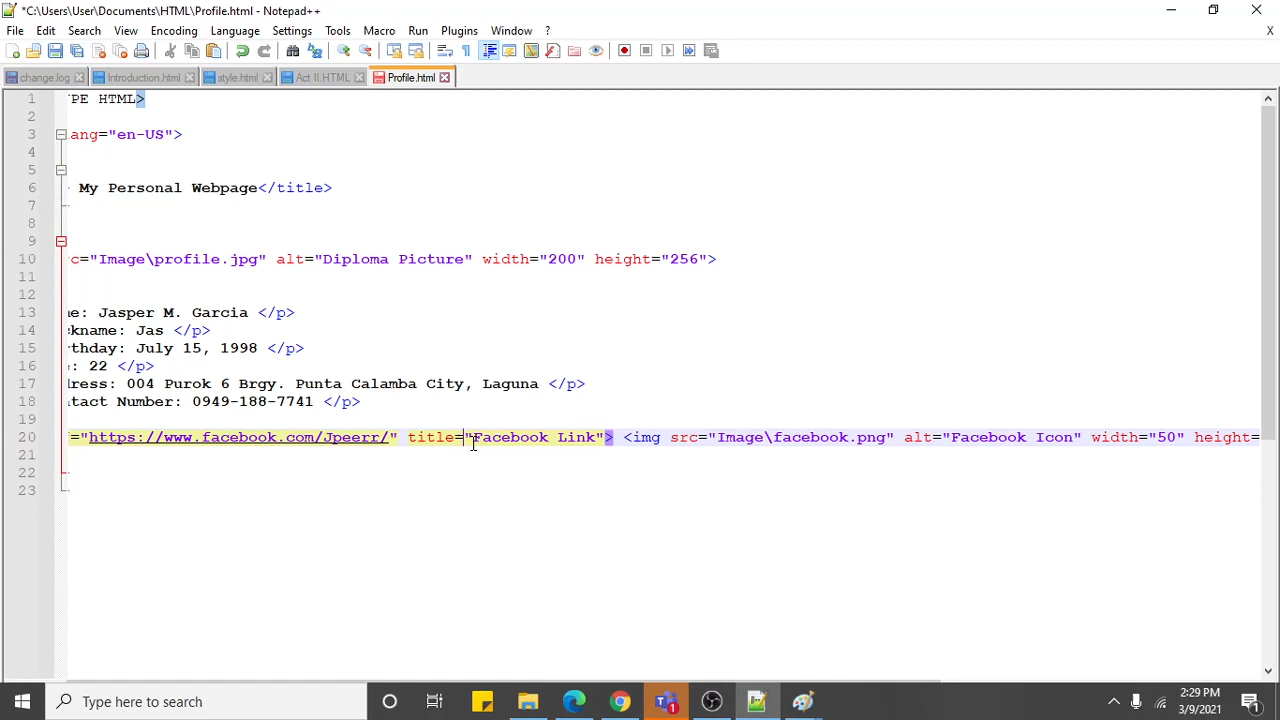 *C:\Users\User\Documents\HTML\Profile.html - Notepad++
File Edit Search View Encoding Language Settings Tools Macro Run Plugins Window ? X
change.log Introduction.html style.html Act II.HTML Profile.html
1 PE HTML>
2
3 ang="en-US">
4
5
6 My Personal Webpage</title>
7
8
9
10 c="Image\profile.jpg" alt="Diploma Picture" width="200" height="256">
11
12
13 e: Jasper M. Garcia </p>
14 ckname: Jas </p>
15 rthday: July 15, 1998 </p>
16 : 22 </p>
17 dress: 004 Purok 6 Brgy. Punta Calamba City, Laguna </p>
18 ntact Number: 0949-188-7741 </p>
19
20 ="https://www.facebook.com/Jpeerr/" title="Facebook Link"> <img src="Image\facebook.png" alt="Facebook Icon" width="50" height=
21
22
23
Type here to search
1
2:29 PM
3/9/2021
1